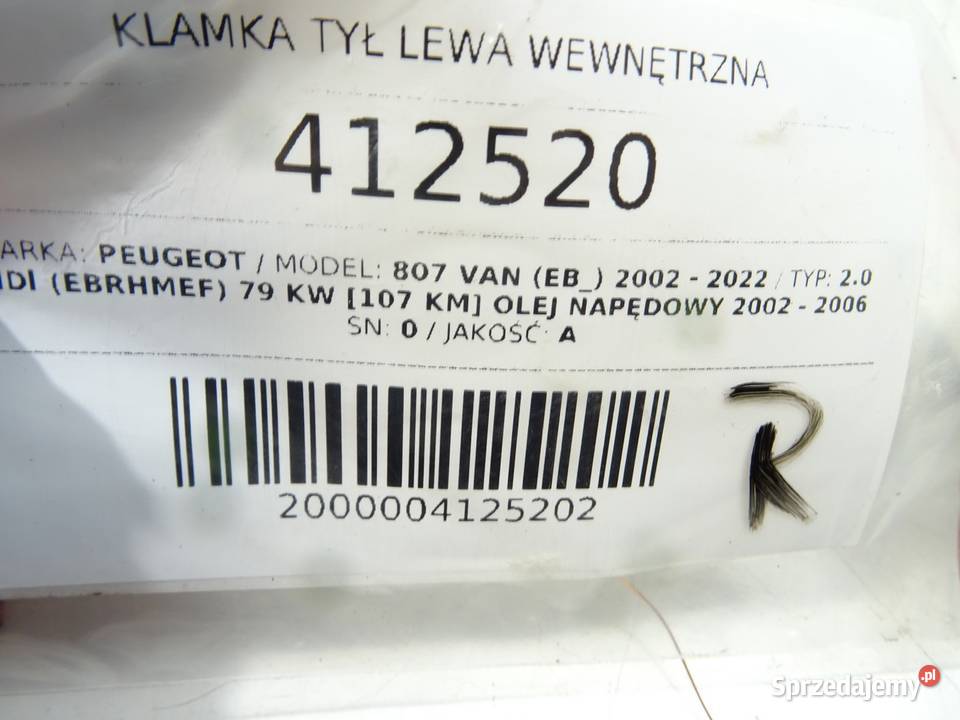 KLAMKA TYŁ LEWA WEWNĘTRZNA
412520
ARKA: PEUGEOT / MODEL: 807 VAN (EB_) 2002 - 2022 / TYP: 2.0
HDI (EBRHMEF) 79 KW [107 KM] OLEJ NAPĘDOWY 2002 - 2006
SN: 0 / JAKOŚĆ: A
2000004125202
R
Sprzedajemy.pl